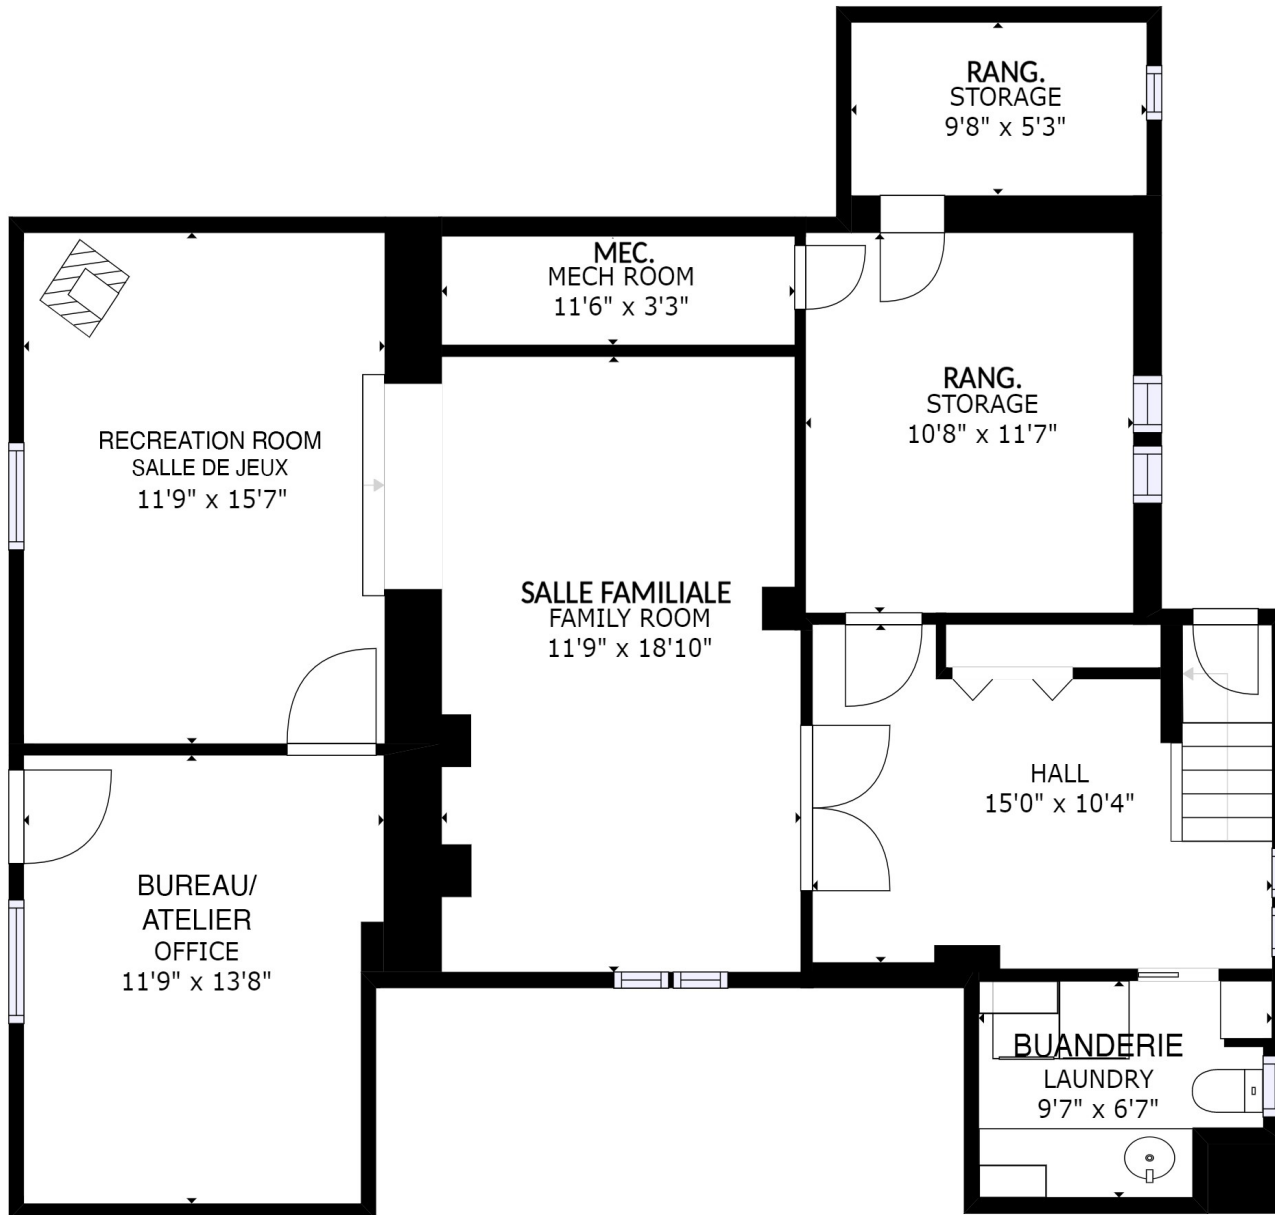 RANG.
STORAGE
9'8" x 5'3"
MEC.
MECH ROOM
11'6" x 3'3"
RANG.
STORAGE
10'8" x 11'7"
RECREATION ROOM
SALLE DE JEUX
11'9" x 15'7"
SALLE FAMILIALE
FAMILY ROOM
11'9" x 18'10"
HALL
15'0" x 10'4"
BUREAU/
ATELIER
OFFICE
11'9" x 13'8"
BUANDERIE
LAUNDRY
9'7" x 6'7"